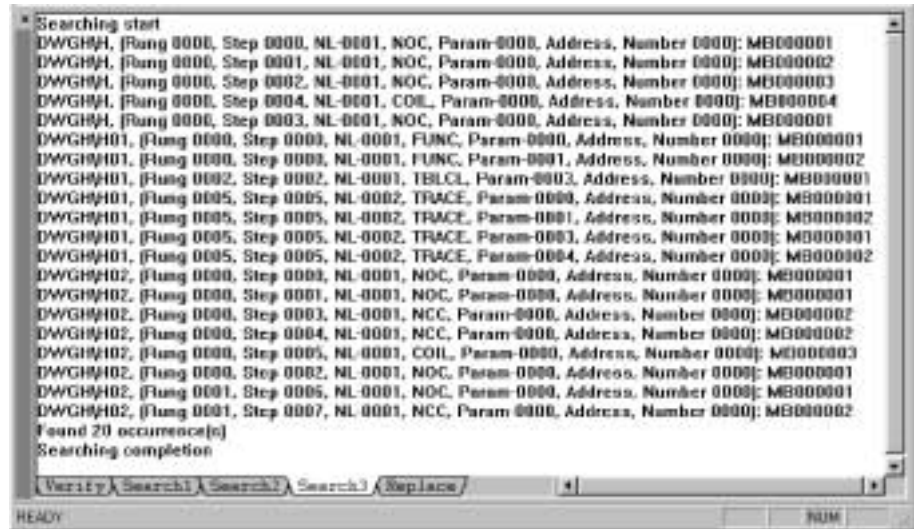 Searching start
DWGH\H, [Rung 0000, Step 0000, NL-0001, NOC, Param-0000, Address, Number 0000]: MB000001
DWGH\H, [Rung 0000, Step 0001, NL-0001, NOC, Param-0000, Address, Number 0000]: MB000002
DWGH\H, [Rung 0000, Step 0002, NL-0001, NOC, Param-0000, Address, Number 0000]: MB000003
DWGH\H, [Rung 0000, Step 0004, NL-0001, COIL, Param-0000, Address, Number 0000]: MB000004
DWGH\H, [Rung 0000, Step 0003, NL-0001, NOC, Param-0000, Address, Number 0000]: MB000001
DWGH\H01, [Rung 0000, Step 0000, NL-0001, FUNC, Param-0000, Address, Number 0000]: MB000001
DWGH\H01, [Rung 0000, Step 0000, NL-0001, FUNC, Param-0001, Address, Number 0000]: MB000002
DWGH\H01, [Rung 0002, Step 0002, NL-0001, TBLCL, Param-0003, Address, Number 0000]: MB000001
DWGH\H01, [Rung 0005, Step 0005, NL-0002, TRACE, Param-0000, Address, Number 0000]: MB000001
DWGH\H01, [Rung 0005, Step 0005, NL-0002, TRACE, Param-0001, Address, Number 0000]: MB000002
DWGH\H01, [Rung 0005, Step 0005, NL-0002, TRACE, Param-0003, Address, Number 0000]: MB000001
DWGH\H01, [Rung 0005, Step 0005, NL-0002, TRACE, Param-0004, Address, Number 0000]: MB000002
DWGH\H02, [Rung 0000, Step 0000, NL-0001, NOC, Param-0000, Address, Number 0000]: MB000001
DWGH\H02, [Rung 0000, Step 0001, NL-0001, NOC, Param-0000, Address, Number 0000]: MB000001
DWGH\H02, [Rung 0000, Step 0003, NL-0001, NCC, Param-0000, Address, Number 0000]: MB000002
DWGH\H02, [Rung 0000, Step 0004, NL-0001, NCC, Param-0000, Address, Number 0000]: MB000002
DWGH\H02, [Rung 0000, Step 0005, NL-0001, COIL, Param-0000, Address, Number 0000]: MB000003
DWGH\H02, [Rung 0000, Step 0002, NL-0001, NOC, Param-0000, Address, Number 0000]: MB000001
DWGH\H02, [Rung 0001, Step 0006, NL-0001, NOC, Param-0000, Address, Number 0000]: MB000001
DWGH\H02, [Rung 0001, Step 0007, NL-0001, NCC, Param-0000, Address, Number 0000]: MB000002
Found 20 occurrence(s)
Searching completion
Verify Search1 Search2 Search3 Replace
READY NUM